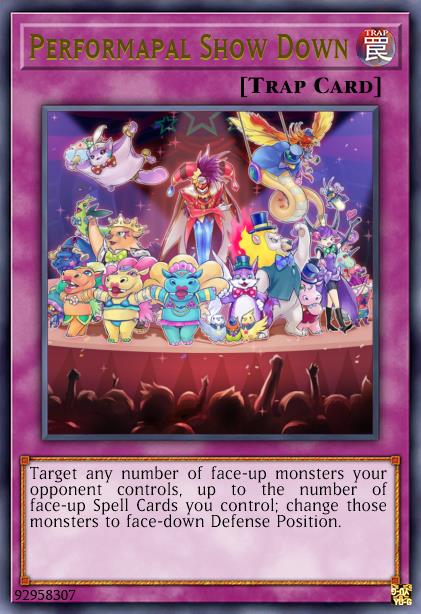 Performapal Show Down
TRAP
罠
[Trap Card]
Target any number of face-up monsters your
opponent controls, up to the number of
face-up Spell Cards you control; change those
monsters to face-down Defense Position.
92958307